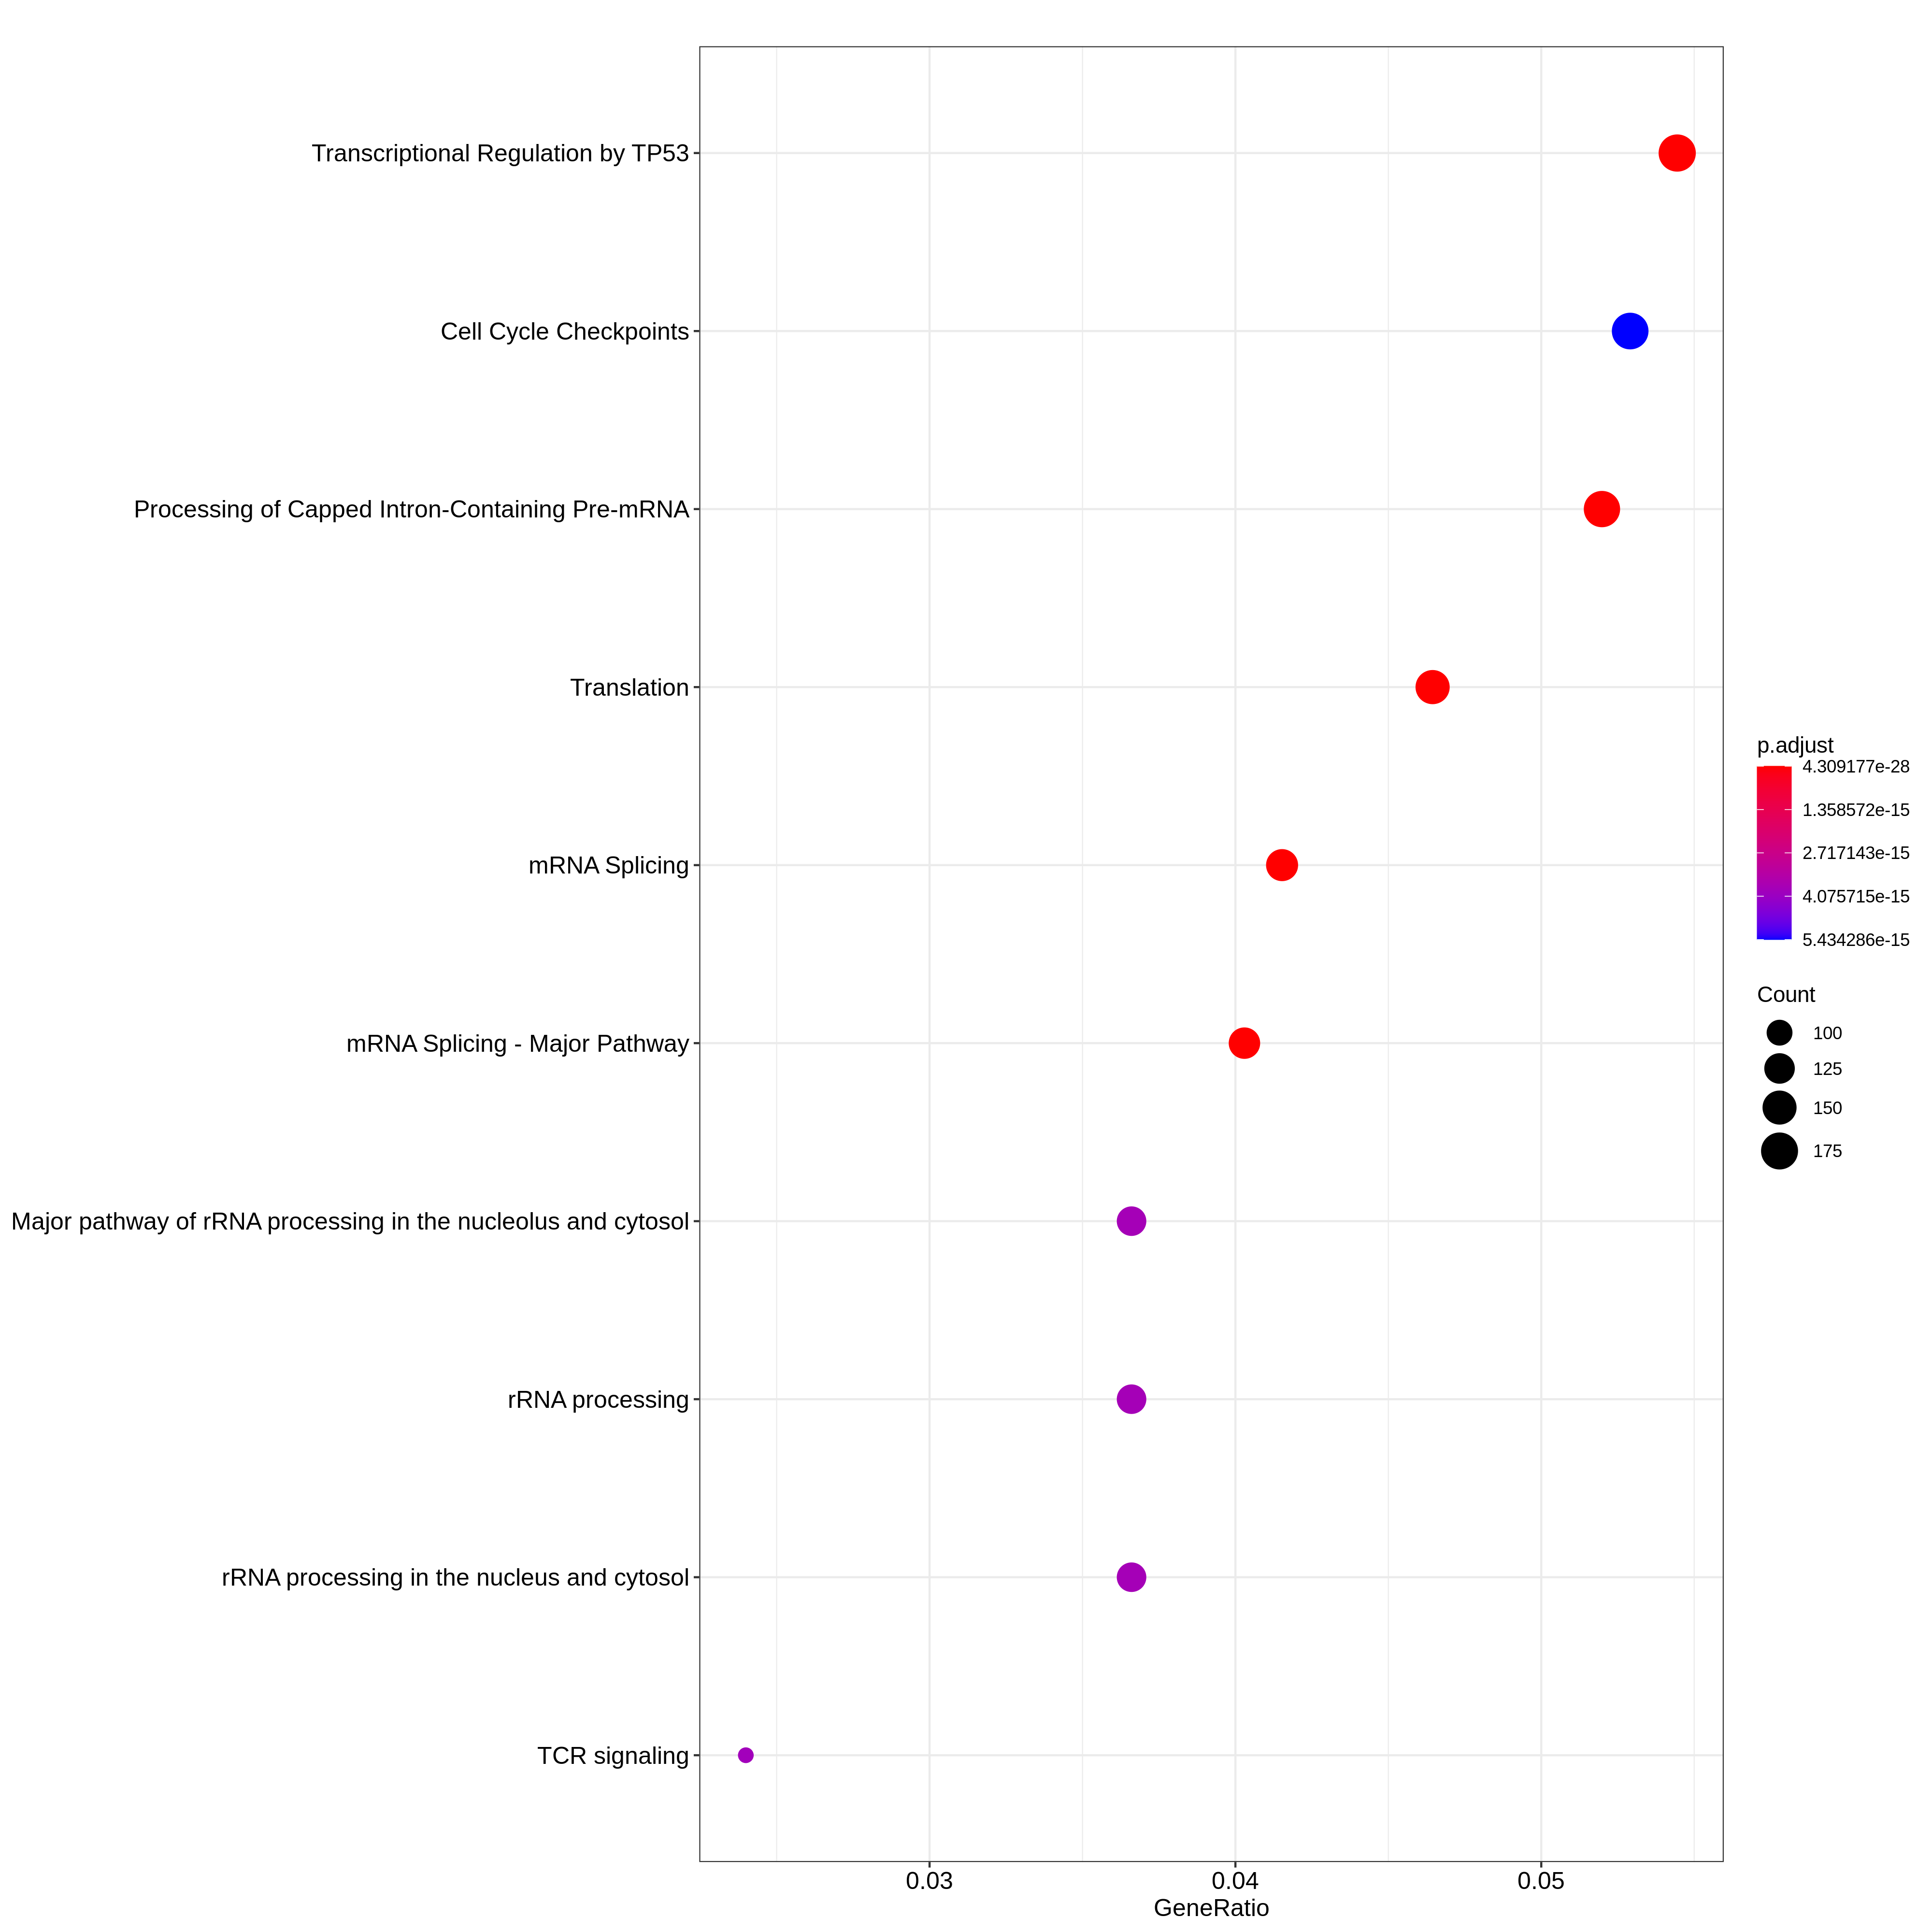 Transcriptional Regulation by TP53
Cell Cycle Checkpoints
Processing of Capped Intron-Containing Pre-mRNA
Translation
mRNA Splicing
mRNA Splicing - Major Pathway
Major pathway of rRNA processing in the nucleolus and cytosol
rRNA processing
rRNA processing in the nucleus and cytosol
TCR signaling
0.03
0.04
0.05
GeneRatio
p.adjust
4.309177e-28
1.358572e-15
2.717143e-15
4.075715e-15
5.434286e-15
Count
100
125
150
175